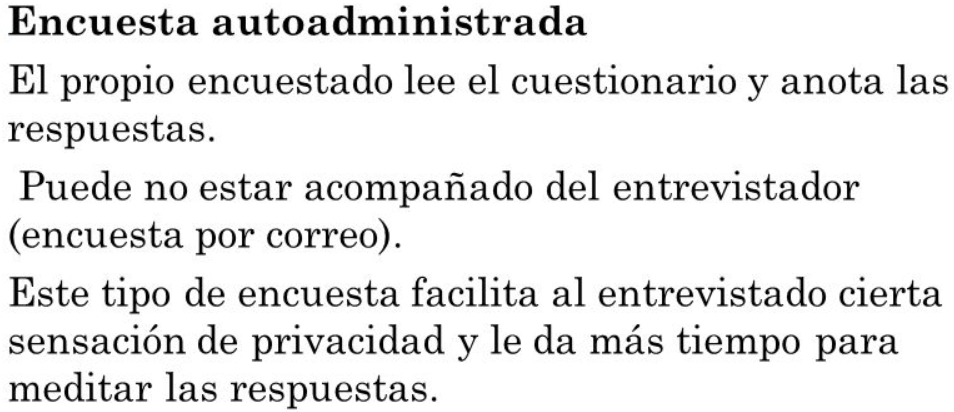 Encuesta autoadministrada
El propio encuestado lee el cuestionario y anota las
respuestas.
Puede no estar acompañado del entrevistador
(encuesta por correo).
Este tipo de encuesta facilita al entrevistado cierta
sensación de privacidad y le da más tiempo para
meditar las respuestas.